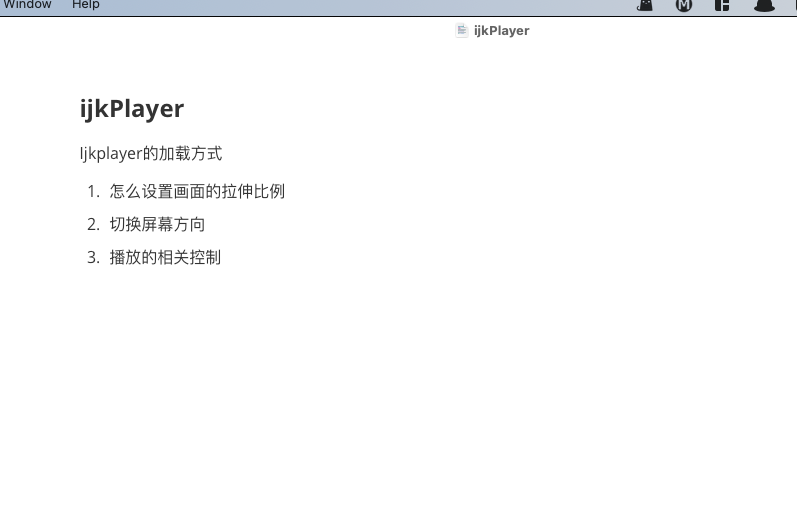 Window Help
ijkPlayer
ijkPlayer
Ijkplayer的加载方式
1. 怎么设置画面的拉伸比例
2. 切换屏幕方向
3. 播放的相关控制